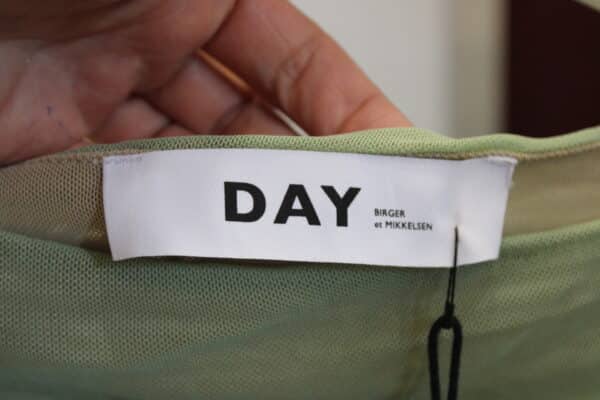 DAY
BIRGER
et MIKKELSEN